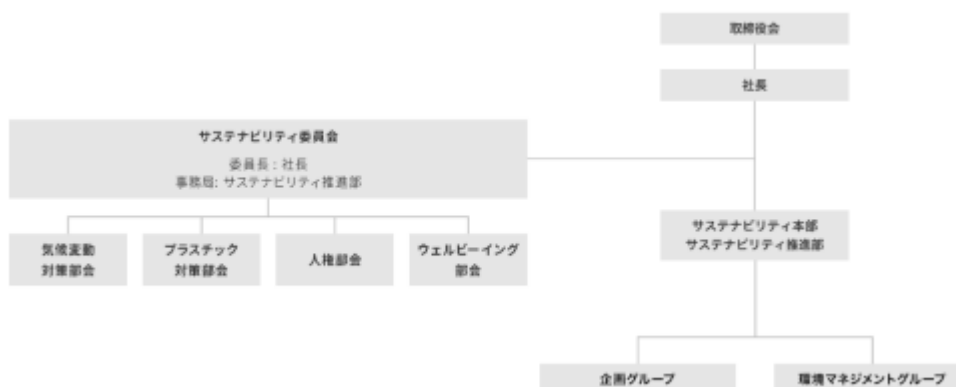 取締役会
社長
サステナビリティ委員会
委員長 : 社長
事務局: サステナビリティ推進部
気候変動
対策部会
プラスチック
対策部会
人権部会
ウェルビーイング
部会
サステナビリティ本部
サステナビリティ推進部
企画グループ
環境マネジメントグループ